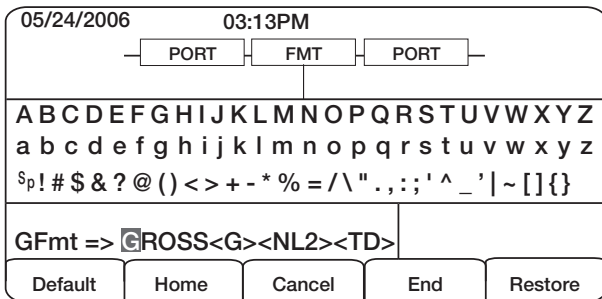 05/24/2006 03:13PM
PORT FMT PORT
A B C D E F G H I J K L M N O P Q R S T U V W X Y Z
a b c d e f g h i j k l m n o p q r s t u v w x y z
Sp ! # $ & ? @ ( ) < > + - * % = / \ " . , : ; ' ^ _ ’ | ~ [ ] { }
GFmt => GROSS<G><NL2><TD>
Default Home Cancel End Restore